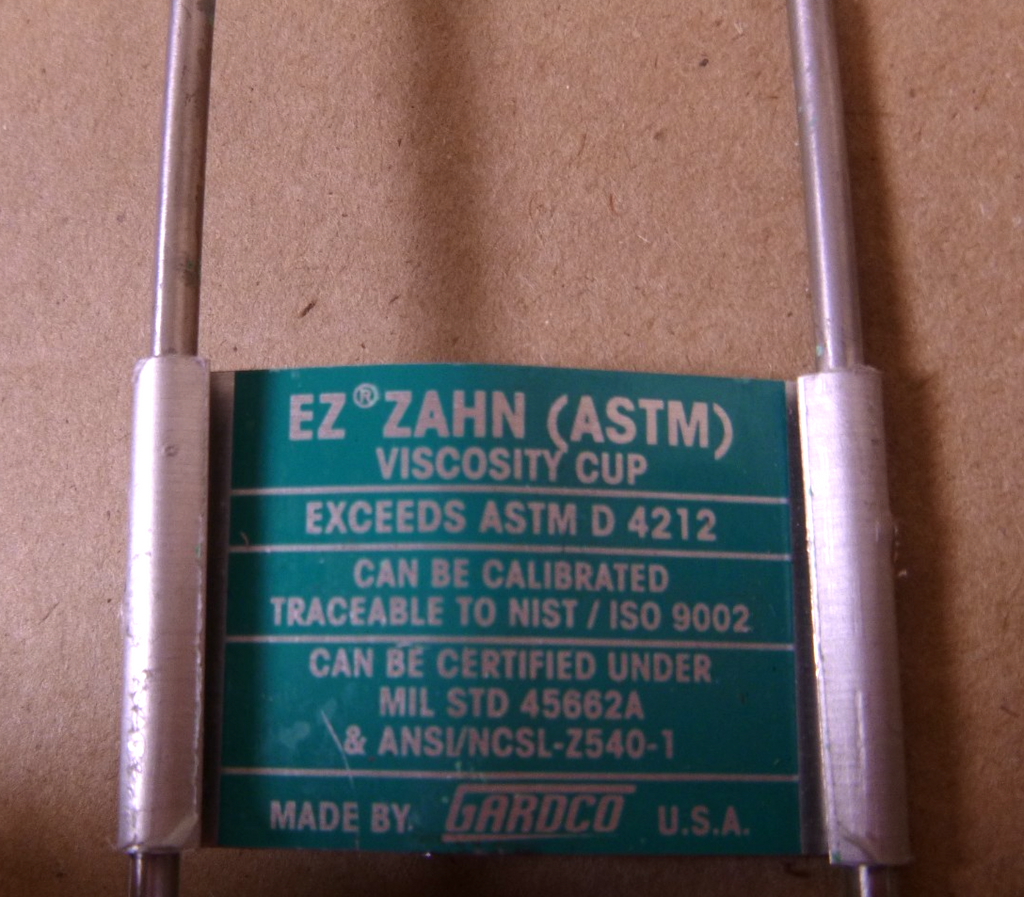 EZ® ZAHN (ASTM)
VISCOSITY CUP
EXCEEDS ASTM D 4212
CAN BE CALIBRATED
TRACEABLE TO NIST / ISO 9002
CAN BE CERTIFIED UNDER
MIL STD 45662A
& ANSI/NCSL-Z540-1
MADE BY GARDCO U.S.A.